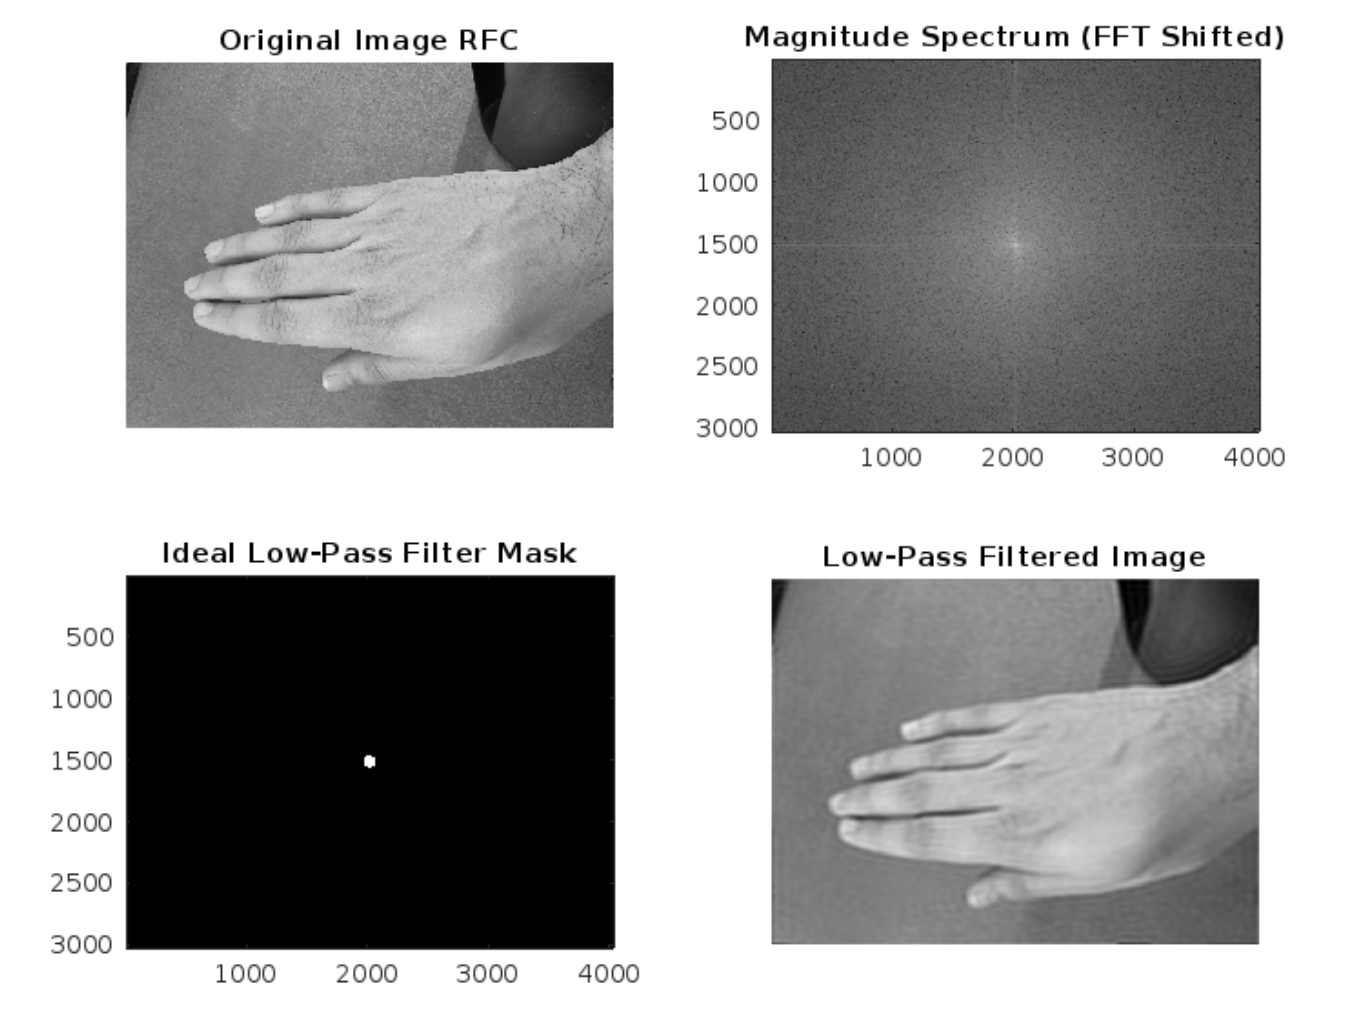 Original Image RFC
Magnitude Spectrum (FFT Shifted)
500
1000
1500
2000
2500
3000
1000 2000 3000 4000
Ideal Low-Pass Filter Mask
500
1000
1500
2000
2500
3000
1000 2000 3000 4000
Low-Pass Filtered Image